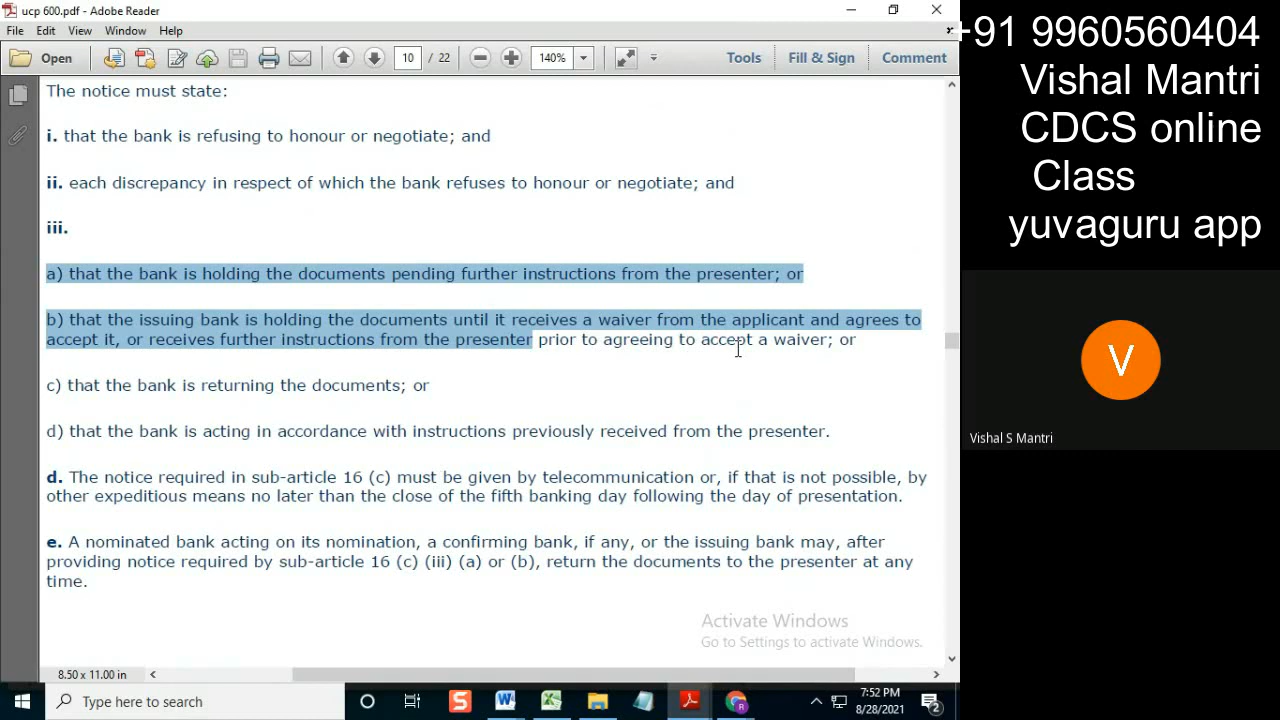 ucp 600.pdf - Adobe Reader
File Edit View Window Help
Open 10 / 22 140% Tools Fill & Sign Comment
The notice must state:
i. that the bank is refusing to honour or negotiate; and
ii. each discrepancy in respect of which the bank refuses to honour or negotiate; and
iii.
a) that the bank is holding the documents pending further instructions from the presenter; or
b) that the issuing bank is holding the documents until it receives a waiver from the applicant and agrees to
accept it, or receives further instructions from the presenter prior to agreeing to accept a waiver; or
c) that the bank is returning the documents; or
d) that the bank is acting in accordance with instructions previously received from the presenter.
d. The notice required in sub-article 16 (c) must be given by telecommunication or, if that is not possible, by
other expeditious means no later than the close of the fifth banking day following the day of presentation.
e. A nominated bank acting on its nomination, a confirming bank, if any, or the issuing bank may, after
providing notice required by sub-article 16 (c) (iii) (a) or (b), return the documents to the presenter at any
time.
Activate Windows
Go to Settings to activate Windows.
8.50 x 11.00 in
Type here to search
S
W
X
R
7:52 PM
8/28/2021
2
+91 9960560404
Vishal Mantri
CDCS online
Class
yuvaguru app
V
Vishal S Mantri